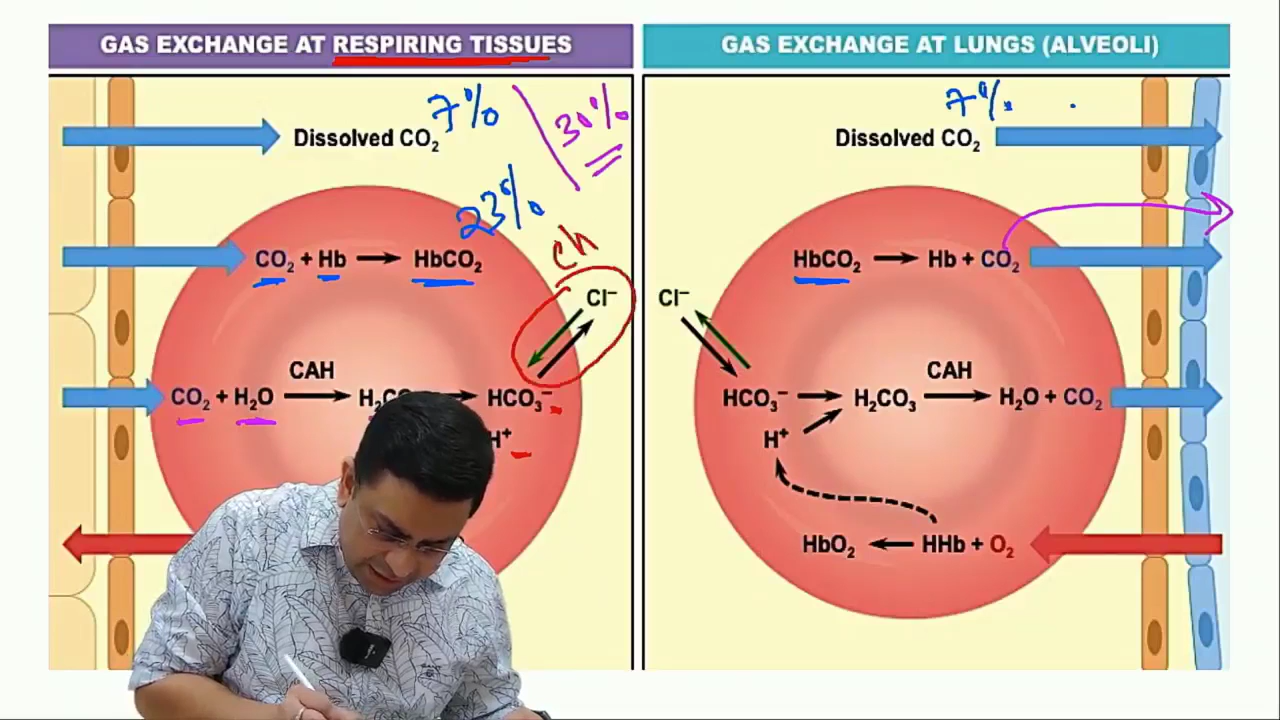 GAS EXCHANGE AT RESPIRING TISSUES
7%
Dissolved CO₂
30%
23%
CO₂ + Hb → HbCO₂
Ch
Cl⁻
CAH
CO₂ + H₂O → → HCO₃⁻
H⁺
GAS EXCHANGE AT LUNGS (ALVEOLI)
7%
Dissolved CO₂
HbCO₂ → Hb + CO₂
Cl⁻
CAH
HCO₃⁻ → H₂CO₃ → H₂O + CO₂
H⁺
HbO₂ ← HHb + O₂